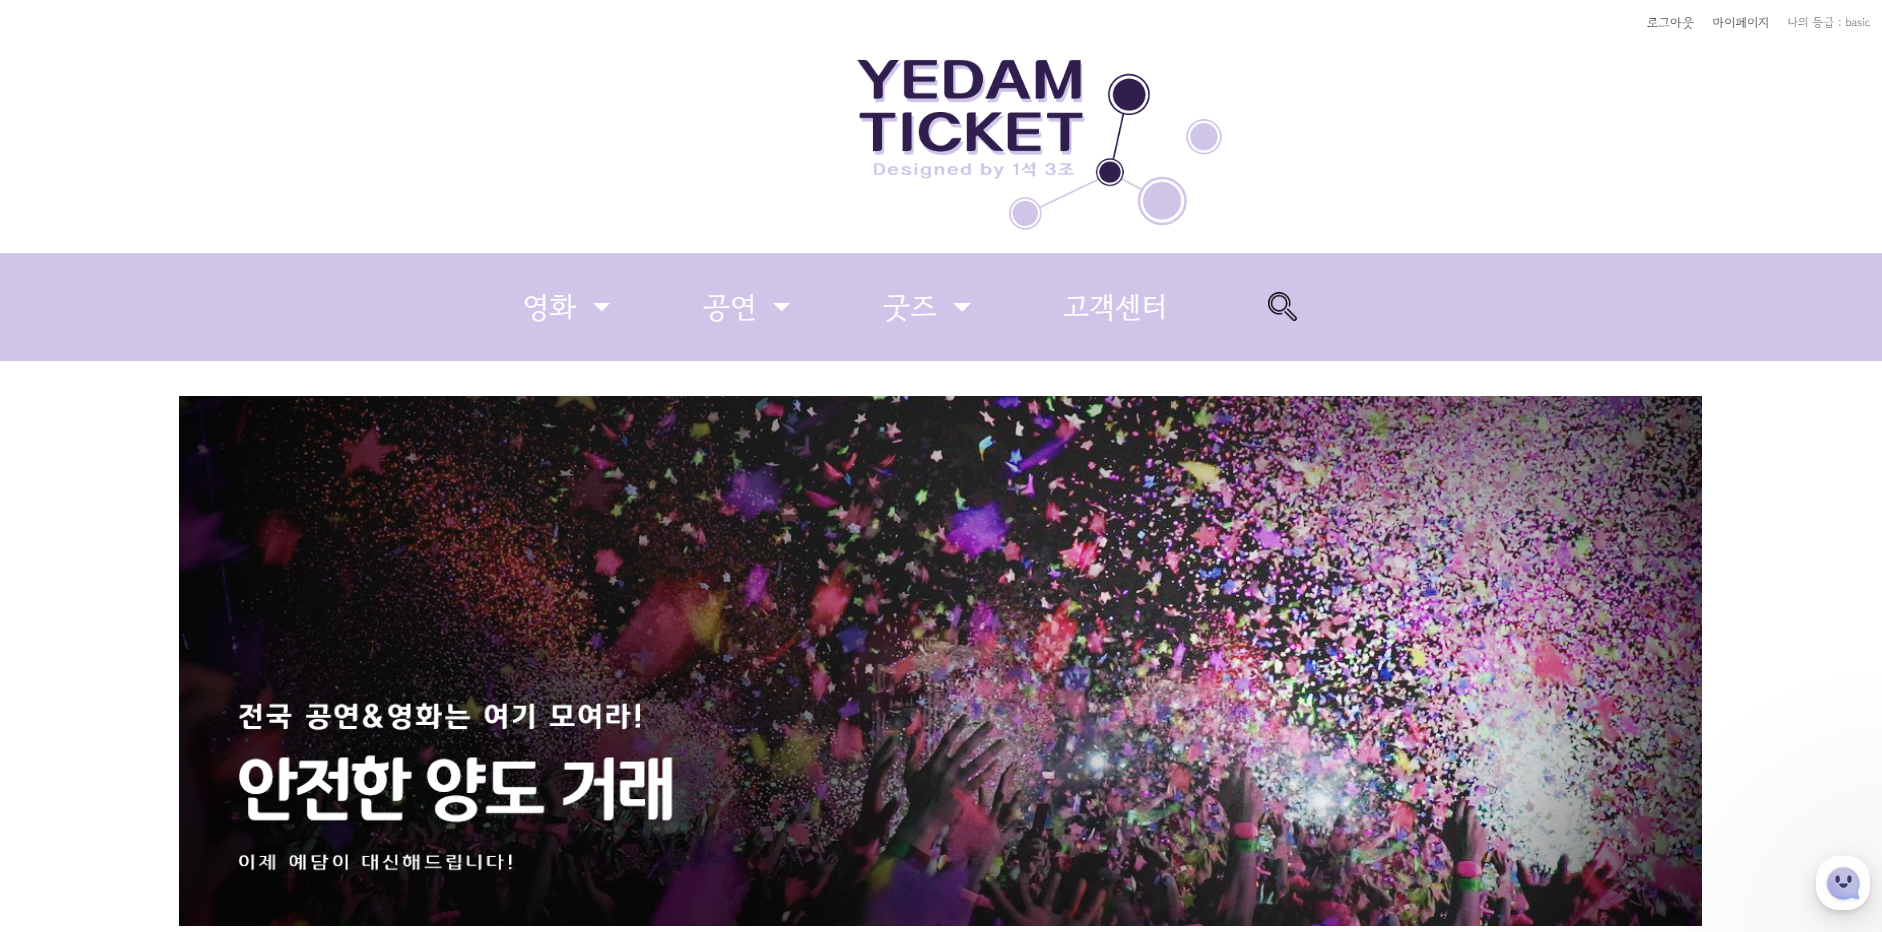 로그아웃 마이페이지 나의 등급 : basic
YEDAM
TICKET
Designed by 1석 3조
영화 공연 굿즈 고객센터
전국 공연&영화는 여기 모여라!
안전한 양도 거래
이제 예담이 대신해드립니다!